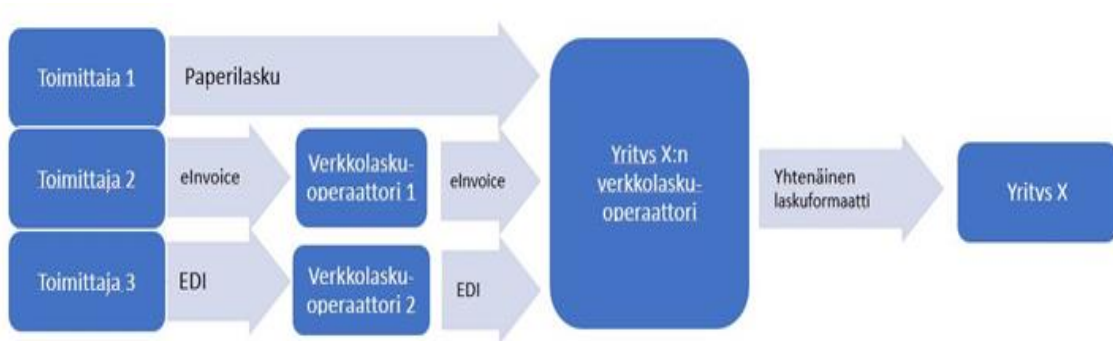 Toimittaja 1
Paperilasku
Toimittaja 2
eInvoice
Verkkolasku-
operaattori 1
eInvoice
Toimittaja 3
EDI
Verkkolasku-
operaattori 2
EDI
Yritys X:n
verkkolasku-
operaattori
Yhtenäinen
laskuformaatti
Yritys X